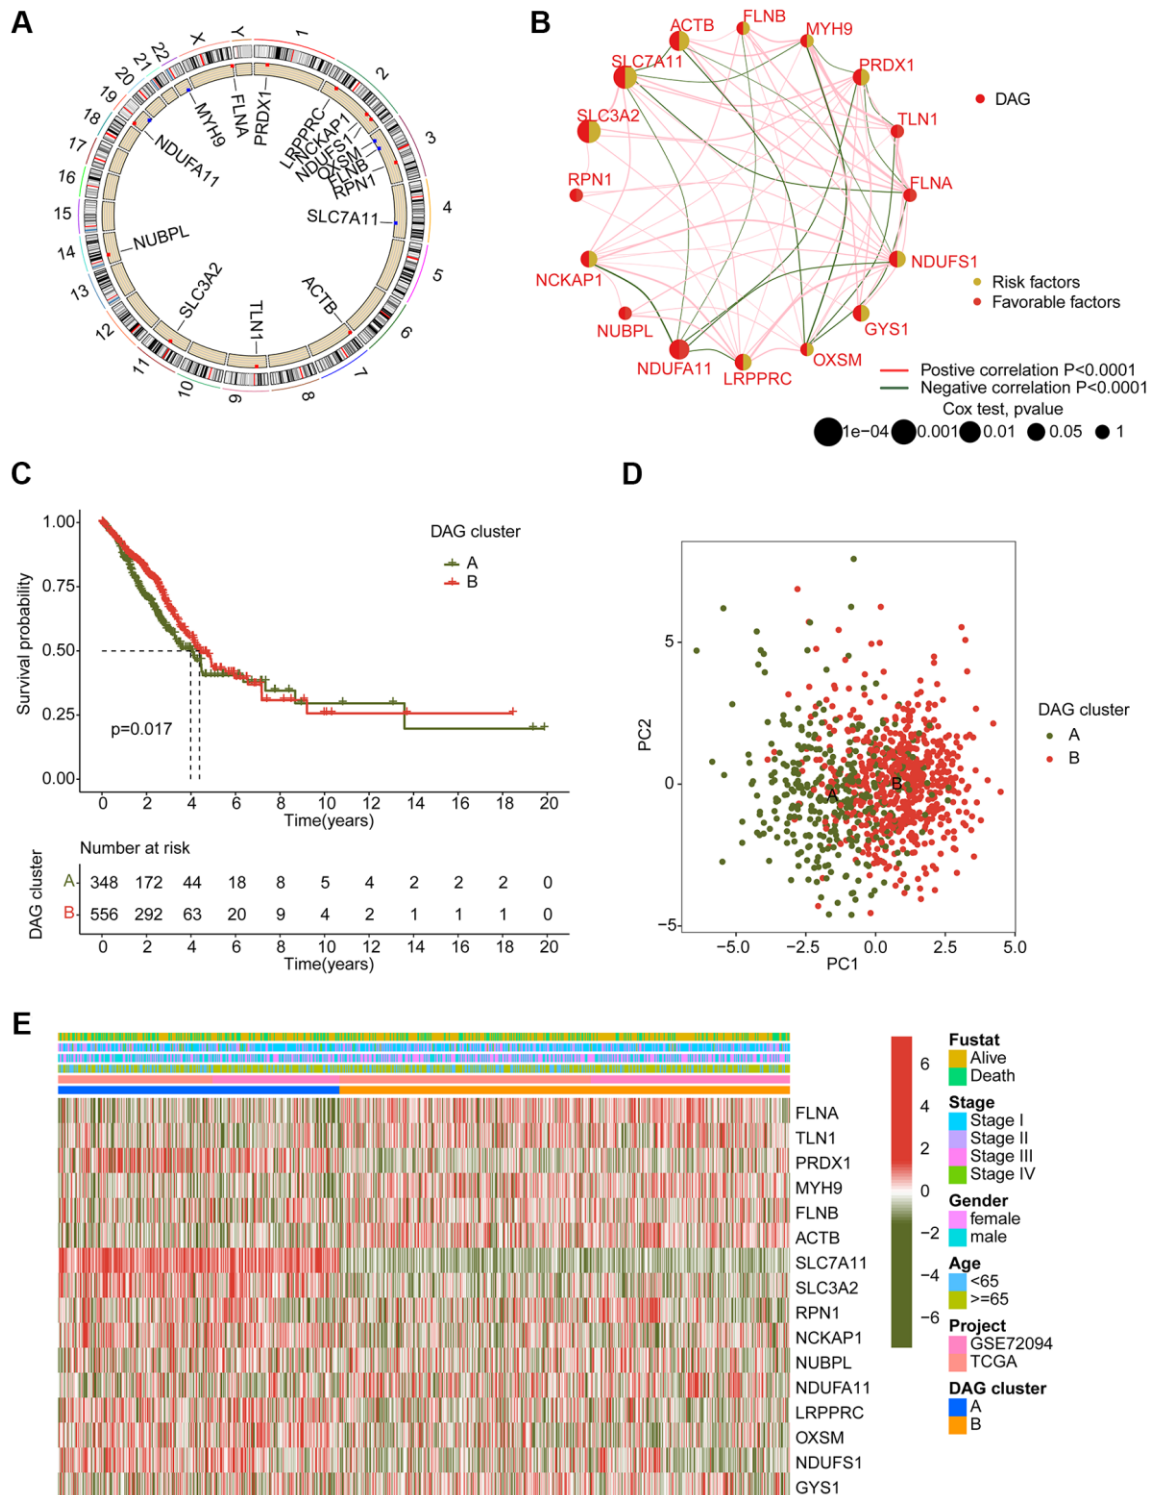 A
1
2
3
4
5
6
7
8
9
10
11
12
13
14
15
16
17
18
19
20
21
22
X
Y
PRDX1
LRPPRC
NCKAP1
NDUFS1
OXSM
FLNB
RPN1
SLC7A11
ACTB
TLN1
SLC3A2
NUBPL
NDUFA11
MYH9
FLNA
B
FLNB
ACTB
MYH9
SLC7A11
PRDX1
SLC3A2
TLN1
RPN1
FLNA
NCKAP1
NDUFS1
NUBPL
GYS1
NDUFA11
OXSM
LRPPRC
DAG
Risk factors
Favorable factors
Postive correlation P<0.0001
Negative correlation P<0.0001
Cox test, pvalue
1e−04 0.001 0.01 0.05 1
C
DAG cluster
A
B
Survival probability
1.00
0.75
0.50
0.25
0.00
p=0.017
0 2 4 6 8 10 12 14 16 18 20
Time(years)
Number at risk
DAG cluster
A 348 172 44 18 8 5 4 2 2 2 0
B 556 292 63 20 9 4 2 1 1 1 0
0 2 4 6 8 10 12 14 16 18 20
Time(years)
D
PC2
5
0
−5
A
B
−5.0 −2.5 0.0 2.5 5.0
PC1
DAG cluster
A
B
E
FLNA
TLN1
PRDX1
MYH9
FLNB
ACTB
SLC7A11
SLC3A2
RPN1
NCKAP1
NUBPL
NDUFA11
LRPPRC
OXSM
NDUFS1
GYS1
6
4
2
0
−2
−4
−6
Fustat
Alive
Death
Stage
Stage I
Stage II
Stage III
Stage IV
Gender
female
male
Age
<65
>=65
Project
GSE72094
TCGA
DAG cluster
A
B